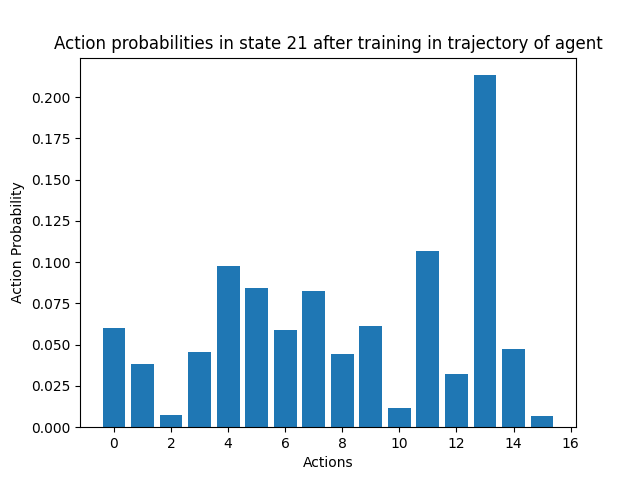 Action probabilities in state 21 after training in trajectory of agent
0.200
0.175
0.150
0.125
0.100
0.075
0.050
0.025
0.000
Action Probability
0 2 4 6 8 10 12 14 16
Actions